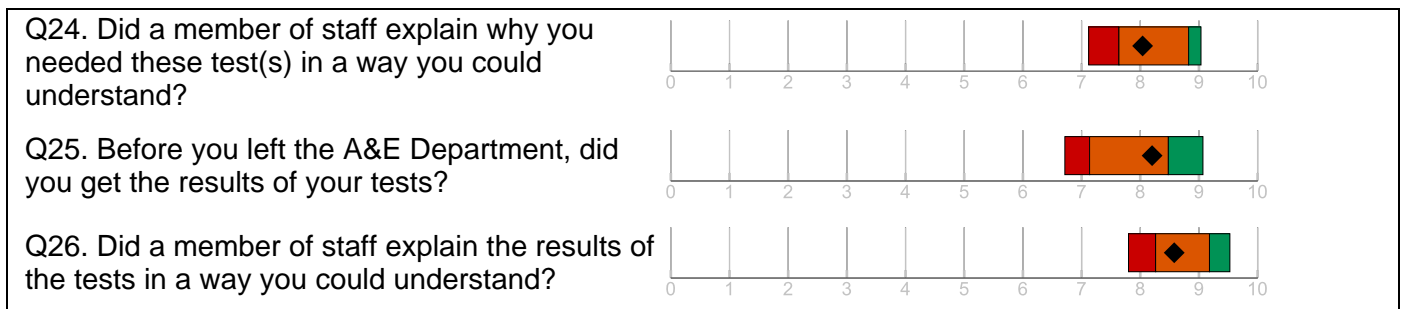 Q24. Did a member of staff explain why you
needed these test(s) in a way you could
understand?
0 1 2 3 4 5 6 7 8 9 10
Q25. Before you left the A&E Department, did
you get the results of your tests?
0 1 2 3 4 5 6 7 8 9 10
Q26. Did a member of staff explain the results of
the tests in a way you could understand?
0 1 2 3 4 5 6 7 8 9 10